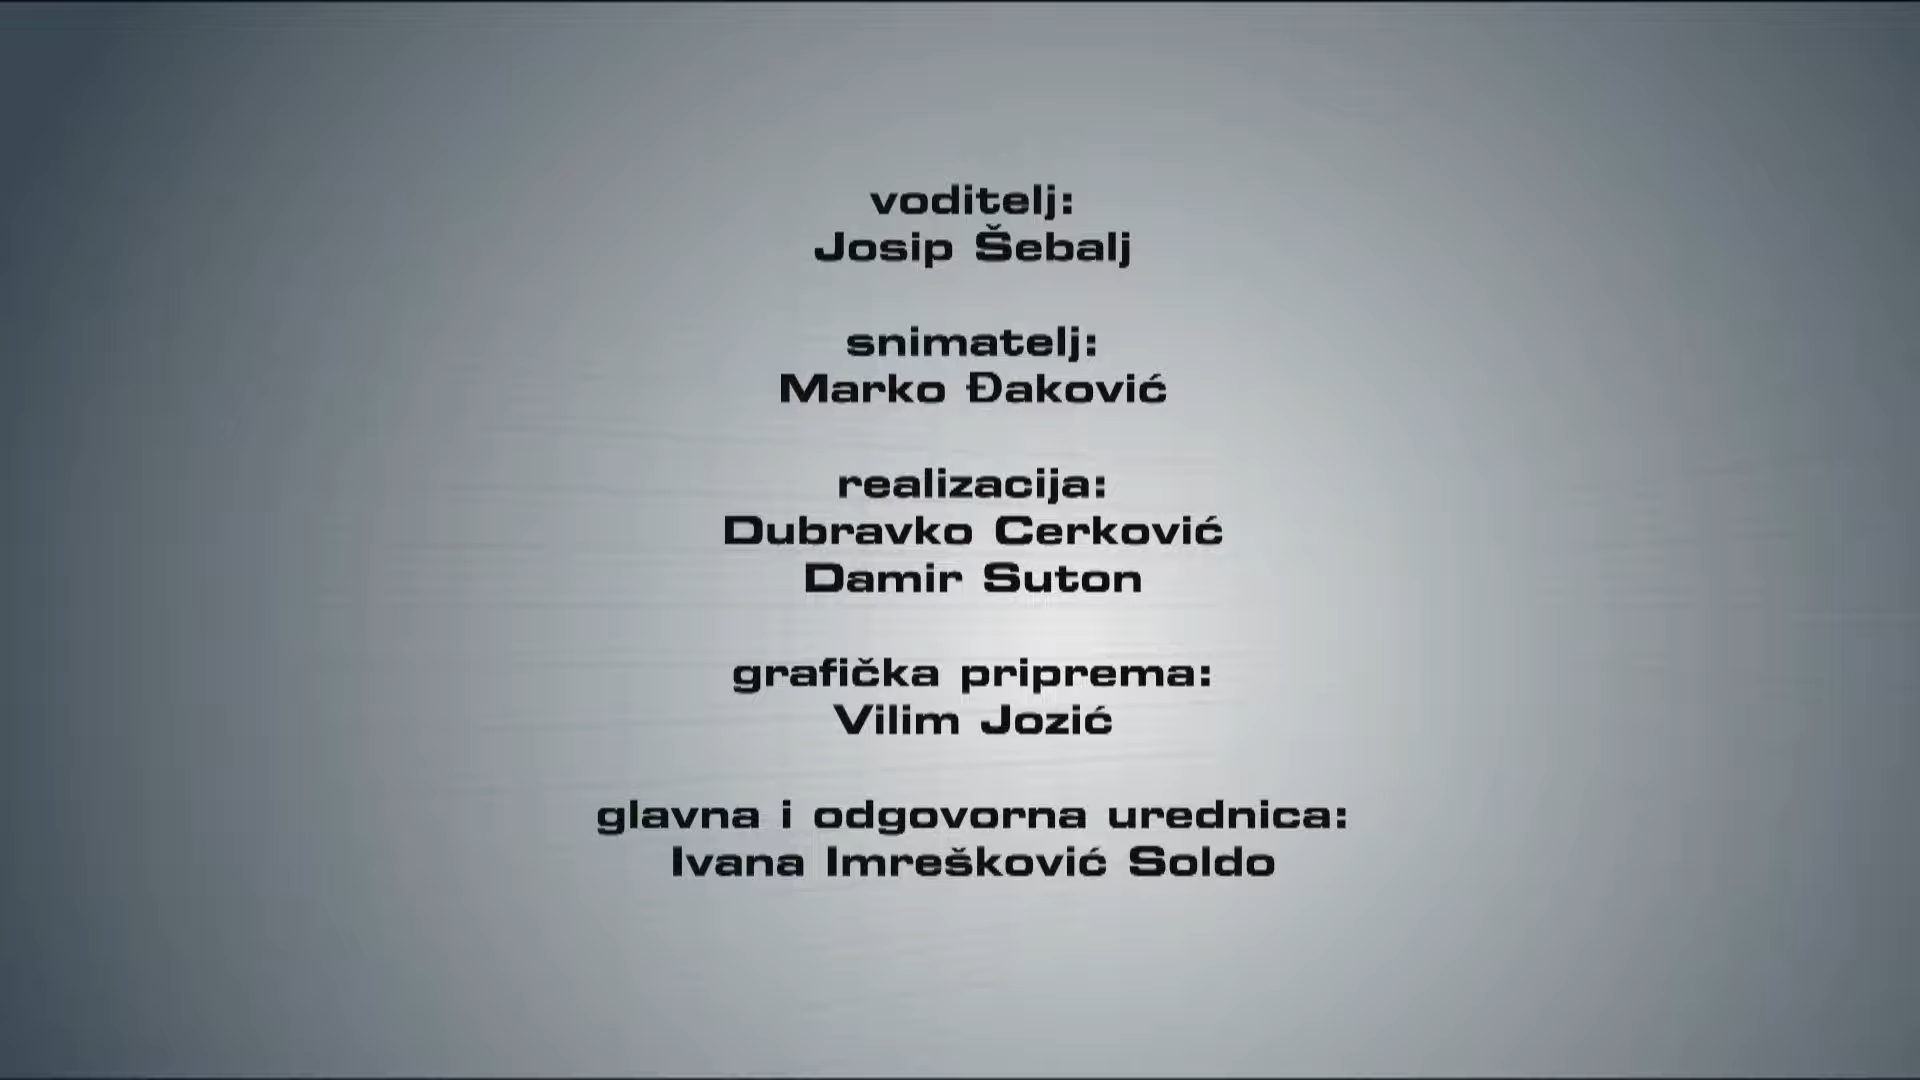 voditelj:
Josip Šebalj
snimatelj:
Marko Đaković
realizacija:
Dubravko Cerković
Damir Suton
grafička priprema:
Vilim Jozić
glavna i odgovorna urednica:
Ivana Imrešković Soldo